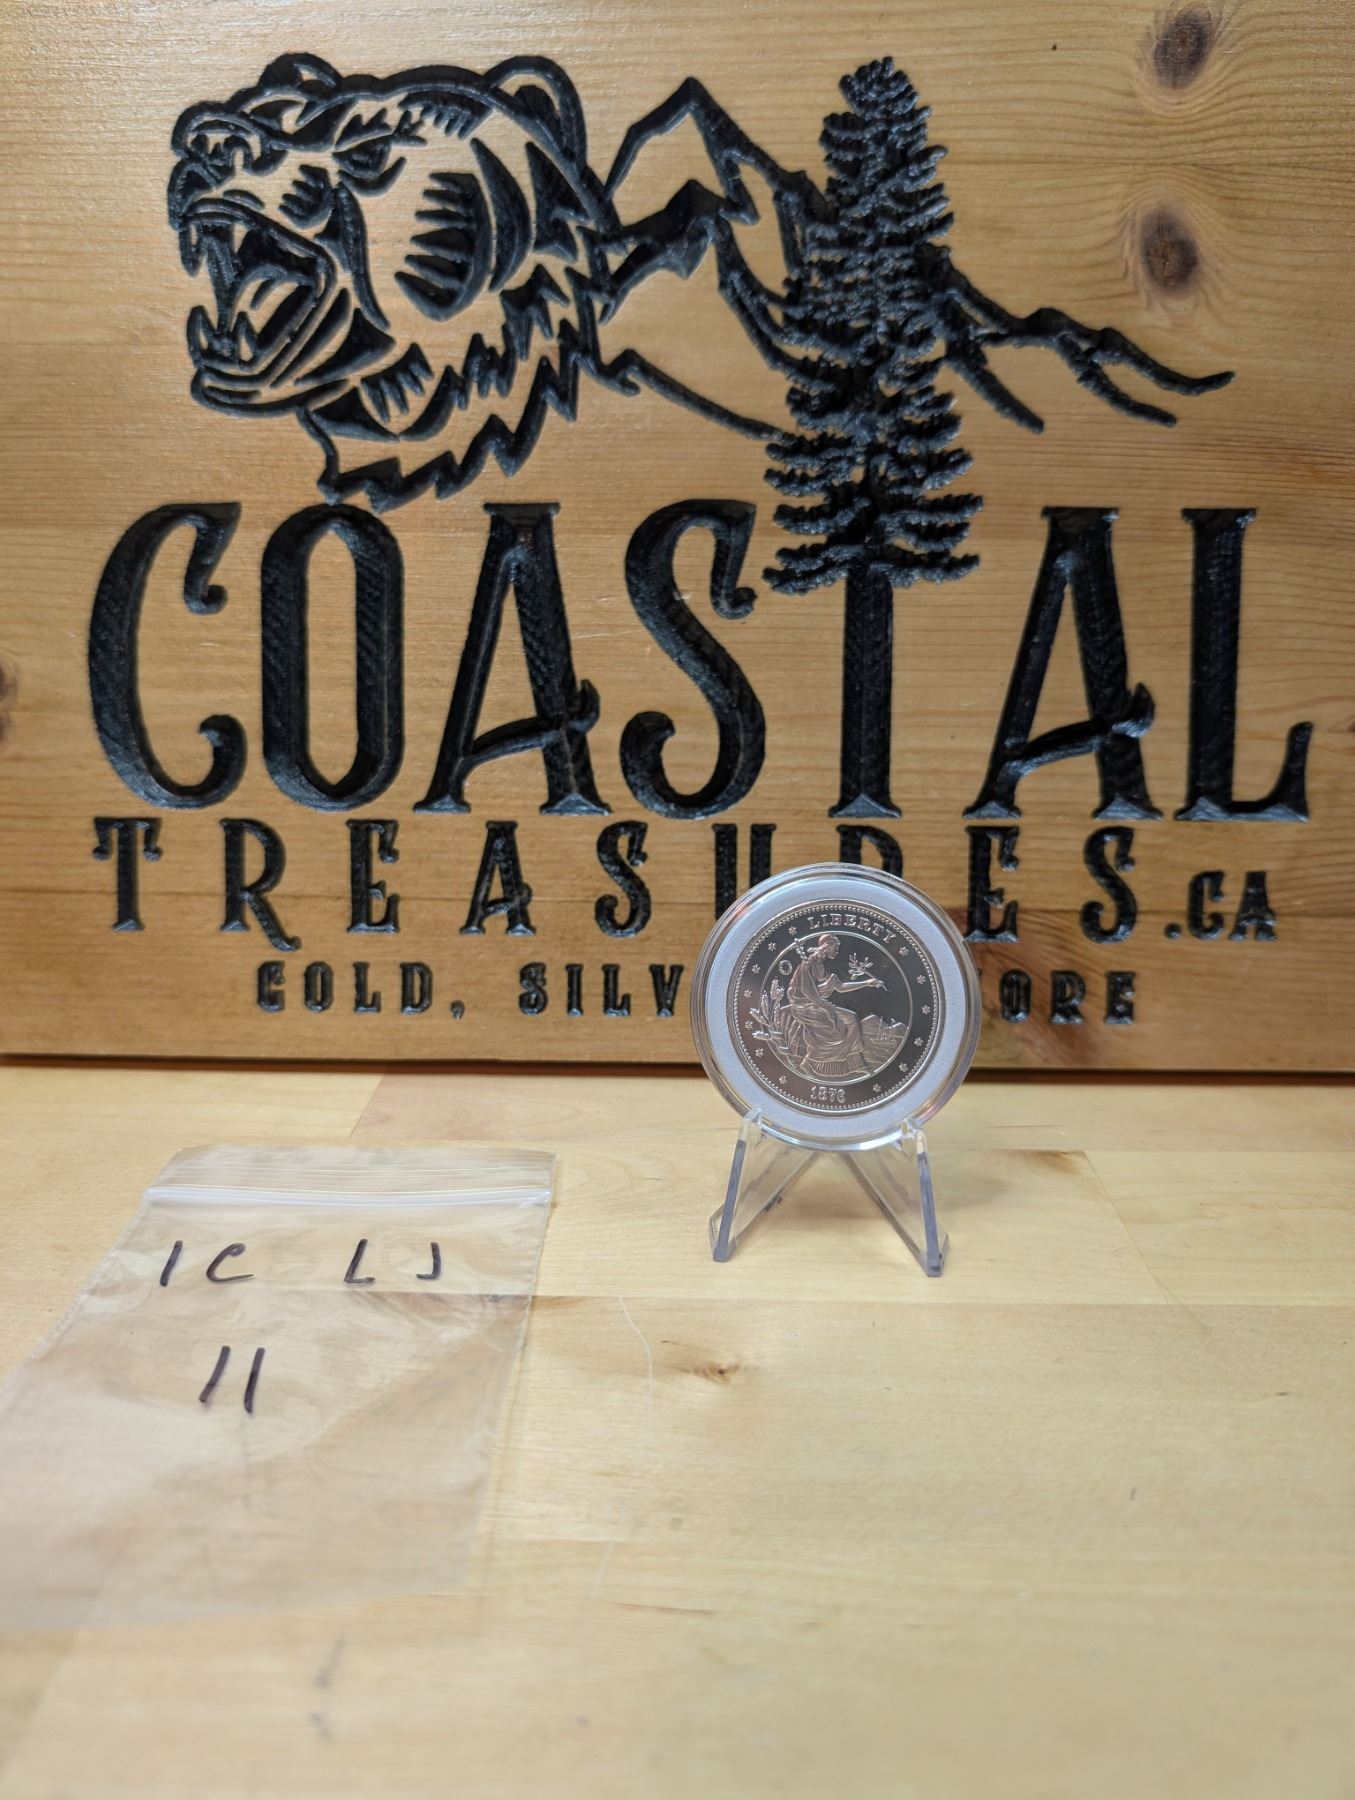 COASTAL
TREASURES.CA
GOLD, SILV ORE
LIBERTY
1876
1C LJ
11